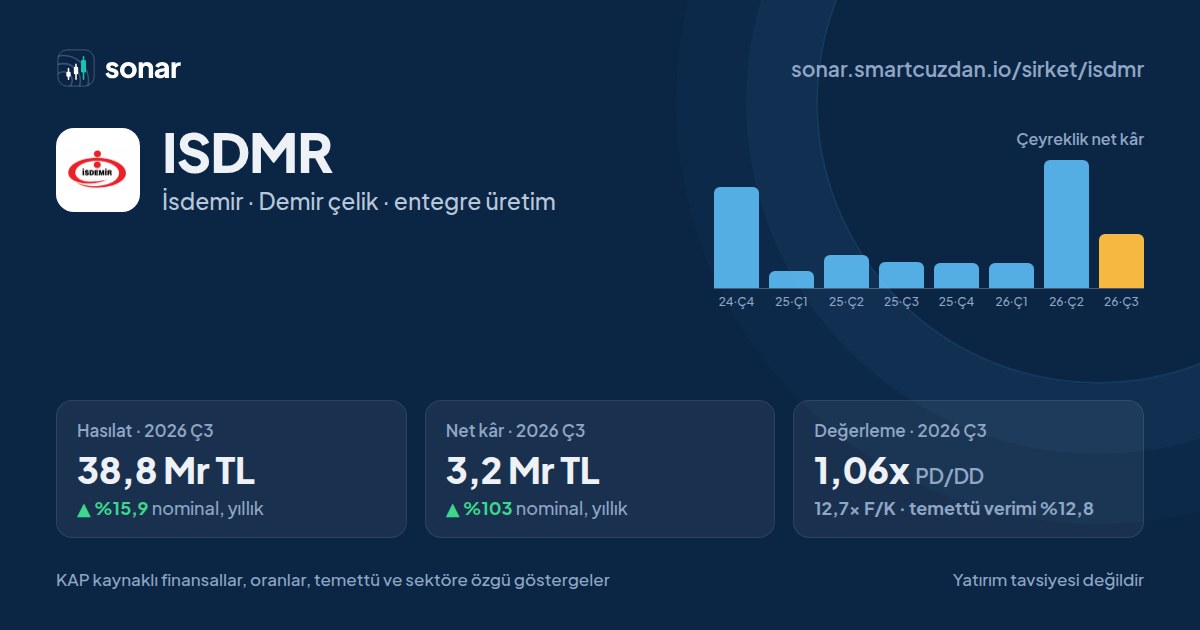 sonar
sonar.smartcuzdan.io/sirket/isdmr
İSDEMİR
ISDMR
İsdemir · Demir çelik · entegre üretim
Çeyreklik net kâr
24·Ç4 25·Ç1 25·Ç2 25·Ç3 25·Ç4 26·Ç1 26·Ç2 26·Ç3
Hasılat · 2026 Ç3
38,8 Mr TL
▲ %15,9 nominal, yıllık
Net kâr · 2026 Ç3
3,2 Mr TL
▲ %103 nominal, yıllık
Değerleme · 2026 Ç3
1,06x PD/DD
12,7× F/K · temettü verimi %12,8
KAP kaynaklı finansallar, oranlar, temettü ve sektöre özgü göstergeler
Yatırım tavsiyesi değildir